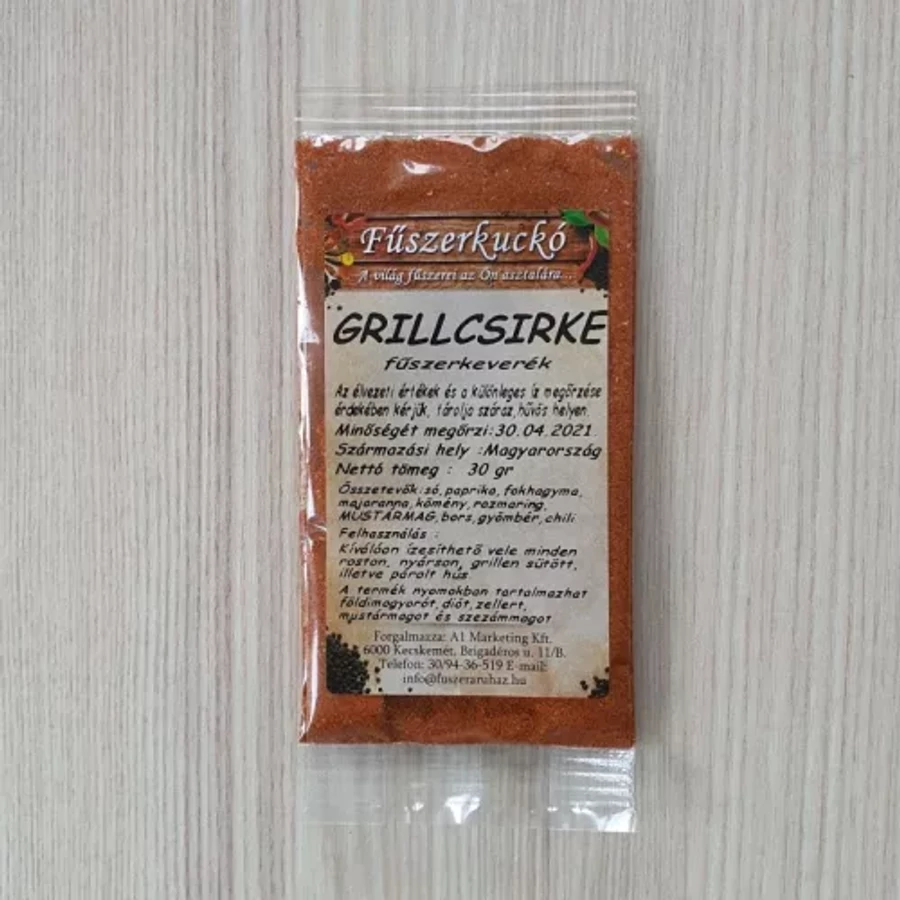 Fűszerkuckó
A világ fűszerei az Ön asztalára...
GRILLCSIRKE
fűszerkeverék
Az élvezeti értékek és a különleges íz megőrzése
érdekében kérjük, tárolja száraz,hűvös helyen.
Minőségét megőrzi:30.04.2021.
Származási hely :Magyarország
Nettó tömeg : 30 gr
Összetevők:só,paprika,fokhagyma,
majoranna,kömény,rozmaring,
MUSTÁRMAG,bors,gyömbér,chili
Felhasználás :
Kíválóan ízesíthető vele minden
roston, nyárson, grillen sütött,
illetve párolt hús.
A termék nyomokban tartalmazhat
földimogyorót,diót,zellert,
mustármagot és szezámmagot
Forgalmazza: A1 Marketing Kft.
6000 Kecskemét, Brigadéros u. 11/B.
Telefon: 30/94-36-519 E-mail:
info@fuszeraruhaz.hu